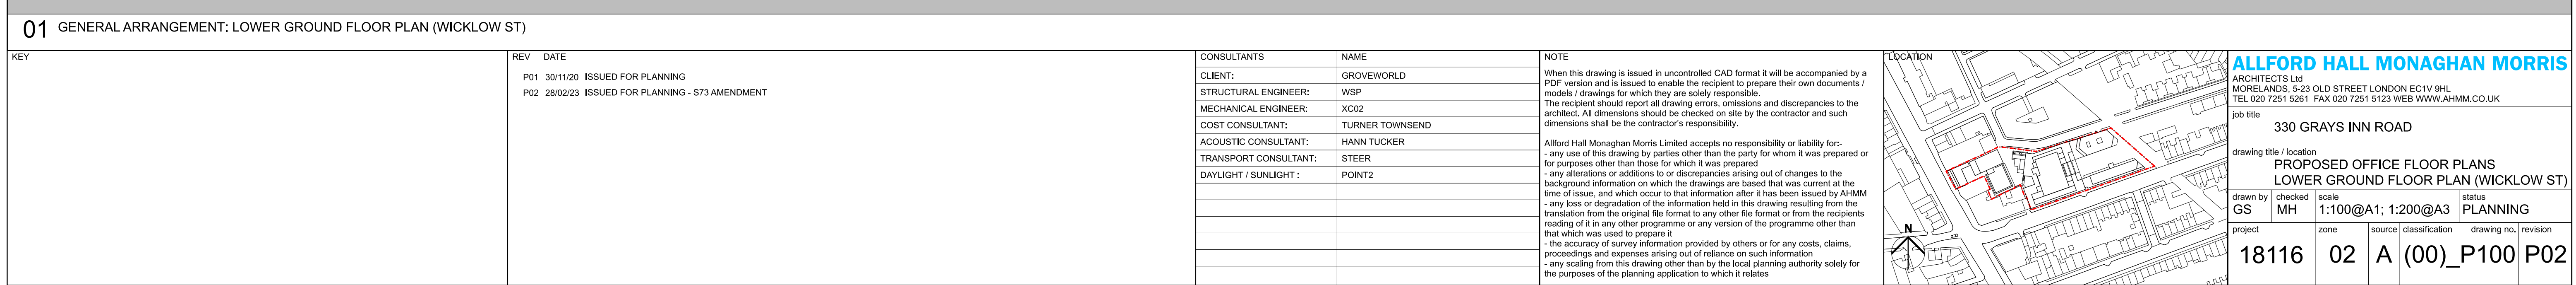 01 GENERAL ARRANGEMENT: LOWER GROUND FLOOR PLAN (WICKLOW ST)
KEY
REV DATE
P01 30/11/20 ISSUED FOR PLANNING
P02 28/02/23 ISSUED FOR PLANNING - S73 AMENDMENT
CONSULTANTS NAME
CLIENT: GROVEWORLD
STRUCTURAL ENGINEER: WSP
MECHANICAL ENGINEER: XC02
COST CONSULTANT: TURNER TOWNSEND
ACOUSTIC CONSULTANT: HANN TUCKER
TRANSPORT CONSULTANT: STEER
DAYLIGHT / SUNLIGHT : POINT2
NOTE
When this drawing is issued in uncontrolled CAD format it will be accompanied by a
PDF version and is issued to enable the recipient to prepare their own documents /
models / drawings for which they are solely responsible.
The recipient should report all drawing errors, omissions and discrepancies to the
architect. All dimensions should be checked on site by the contractor and such
dimensions shall be the contractor's responsibility.
Allford Hall Monaghan Morris Limited accepts no responsibility or liability for:-
- any use of this drawing by parties other than the party for whom it was prepared or
for purposes other than those for which it was prepared
- any alterations or additions to or discrepancies arising out of changes to the
background information on which the drawings are based that was current at the
time of issue, and which occur to that information after it has been issued by AHMM
- any loss or degradation of the information held in this drawing resulting from the
translation from the original file format to any other file format or from the recipients
reading of it in any other programme or any version of the programme other than
that which was used to prepare it
- the accuracy of survey information provided by others or for any costs, claims,
proceedings and expenses arising out of reliance on such information
- any scaling from this drawing other than by the local planning authority solely for
the purposes of the planning application to which it relates
LOCATION
N
ALLFORD HALL MONAGHAN MORRIS
ARCHITECTS Ltd
MORELANDS, 5-23 OLD STREET LONDON EC1V 9HL
TEL 020 7251 5261 FAX 020 7251 5123 WEB WWW.AHMM.CO.UK
job title
330 GRAYS INN ROAD
drawing title / location
PROPOSED OFFICE FLOOR PLANS
LOWER GROUND FLOOR PLAN (WICKLOW ST)
drawn by checked scale status
GS MH 1:100@A1; 1:200@A3 PLANNING
project zone source classification drawing no. revision
18116 02 A (00)_P100 P02